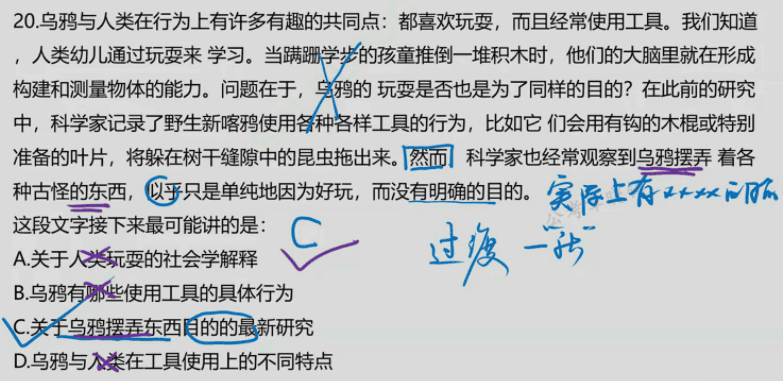 20.乌鸦与人类在行为上有许多有趣的共同点：都喜欢玩耍，而且经常使用工具。我们知道
，人类幼儿通过玩来 学习。当蹒跚学步的孩童推倒一堆积木时，他们的大脑里就在形成
构建和测量物体的能力。问题在于，乌鸦的 玩耍是否也是为了同样的目的？在此前的研究
中，科学家记录了野生新喀鸦使用各种各样工具的行为，比如它 们会用有钩的木棍或特别
准备的叶片，将躲在树干缝隙中的昆虫拖出来。然而 科学家也经常观察到乌鸦摆弄 着各
种古怪的东西，似乎只是单纯地因为好玩，而没有明确的目的。 实际上有xxxx的目的
这段文字接下来最可能讲的是： C
过渡
A.关于人类玩耍的社会学解释
B.乌鸦有哪些使用工具的具体行为
C.关于乌鸦摆弄东西目的的最新研究
D.乌鸦与人类在工具使用上的不同特点